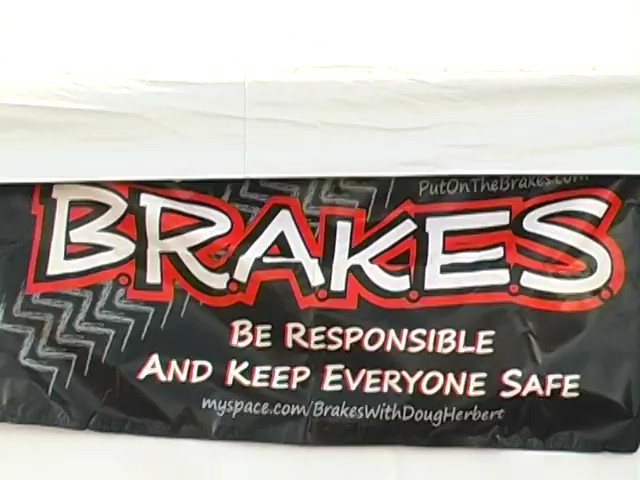 PutOnTheBrakes.com
B.R.A.K.E.S.
BE RESPONSIBLE
AND KEEP EVERYONE SAFE
myspace.com/BrakesWithDougHerbert